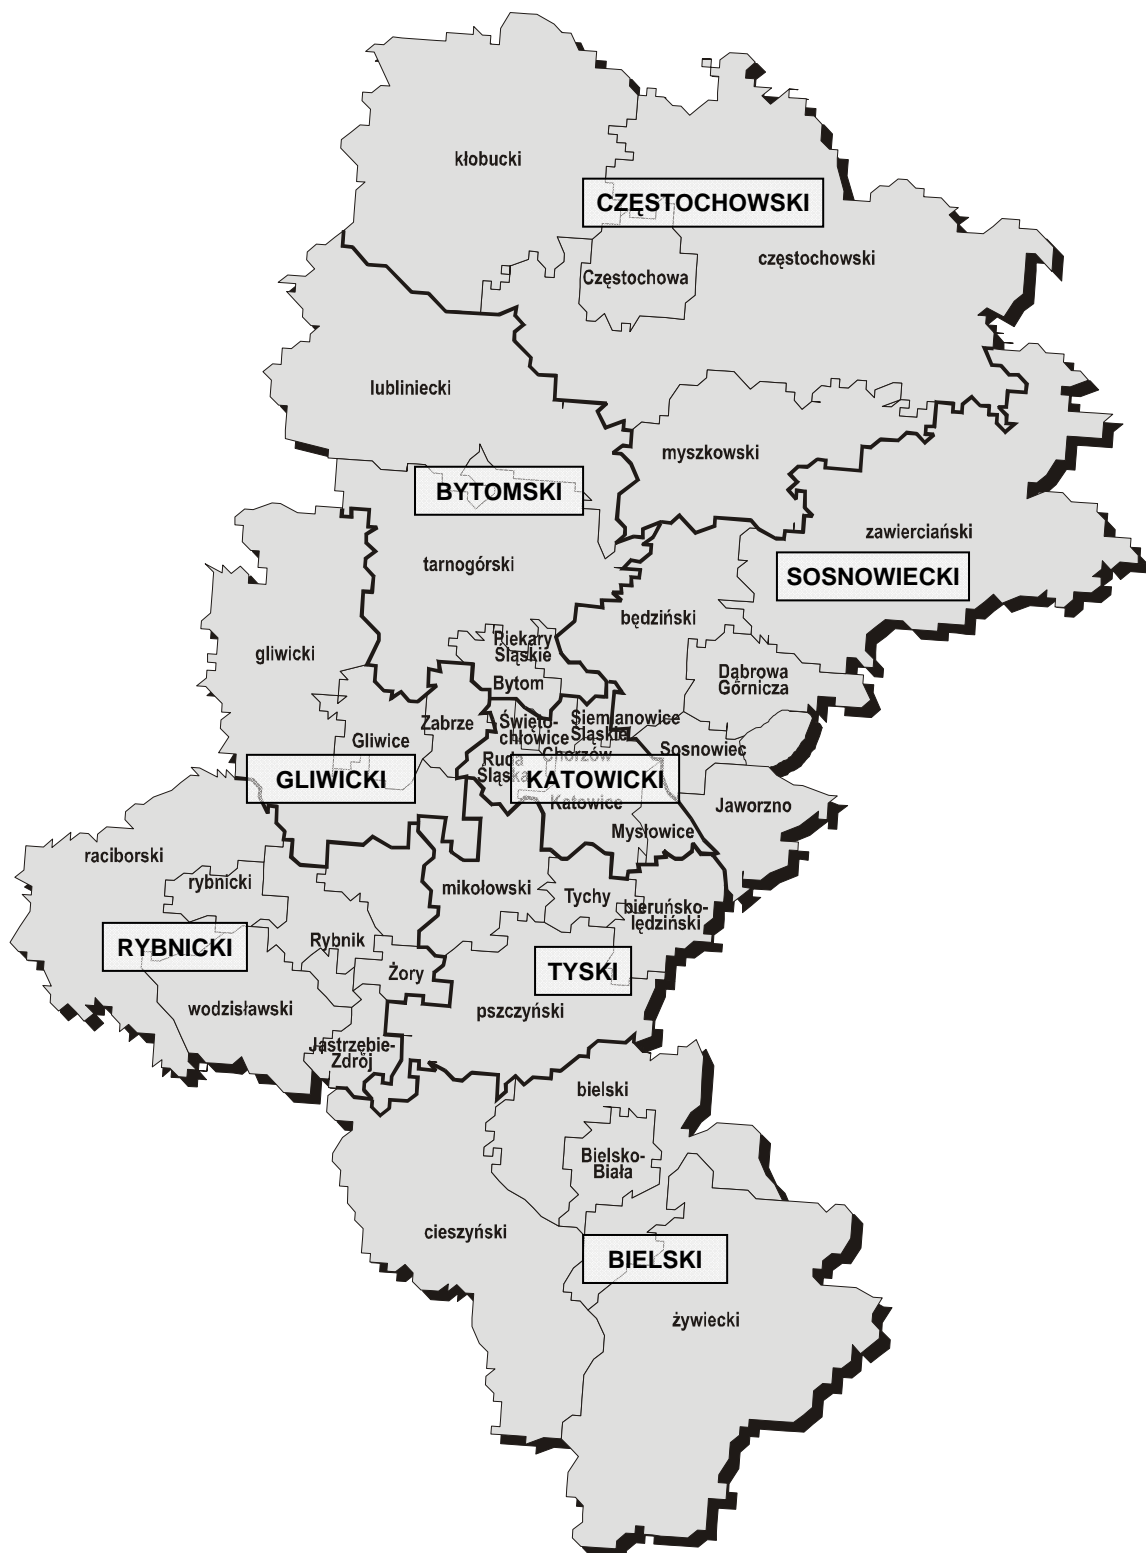 kłobucki
CZĘSTOCHOWSKI
częstochowski
Częstochowa
lubliniecki
myszkowski
BYTOMSKI
zawierciański
tarnogórski
SOSNOWIECKI
będziński
Piekary
Śląskie
gliwicki
Dąbrowa
Górnicza
Bytom
Zabrze
Święto-
chłowice
Siemianowice
Śląskie
Gliwice
Sosnowiec
Chorzów
Ruda
Śląska
GLIWICKI
KATOWICKI
Katowice
Jaworzno
Mysłowice
raciborski
rybnicki
mikołowski
Tychy
bieruńsko-
lędziński
RYBNICKI
Rybnik
Żory
TYSKI
wodzisławski
pszczyński
Jastrzębie-
Zdrój
bielski
Bielsko-
Biała
cieszyński
BIELSKI
żywiecki